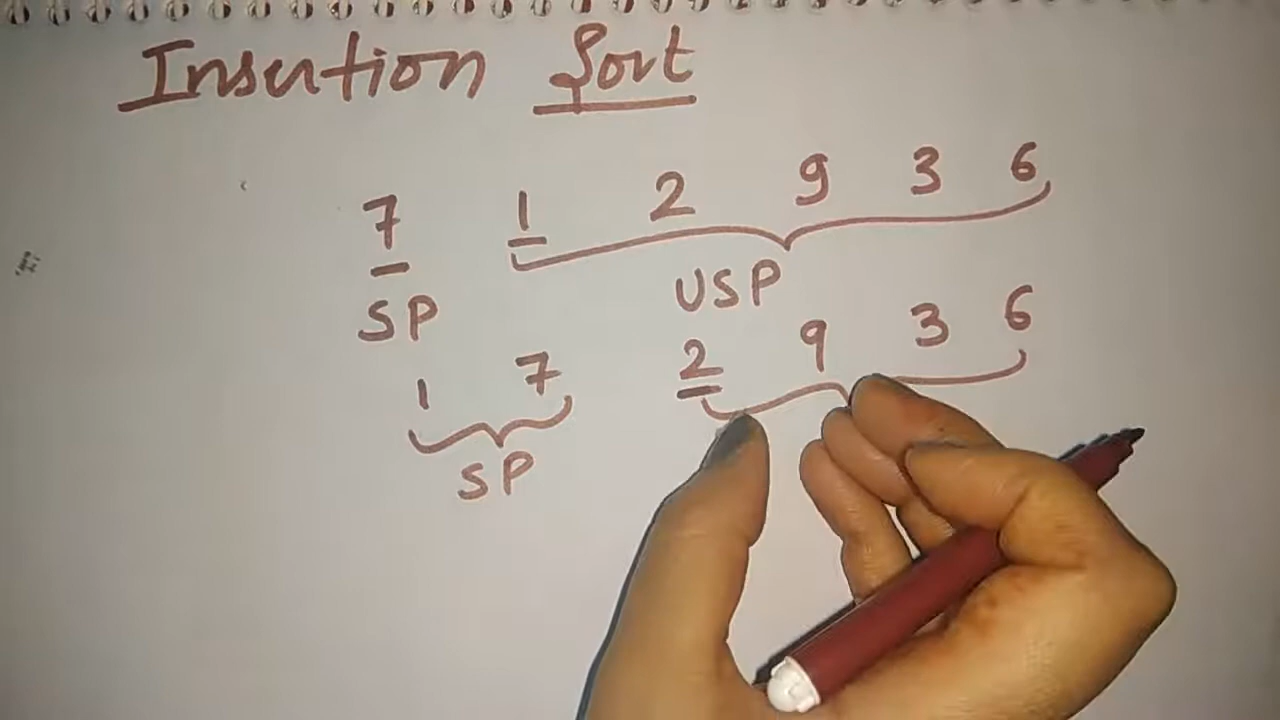 Insertion Sort
7 1 2 9 3 6
SP USP
1 7 2 9 3 6
SP